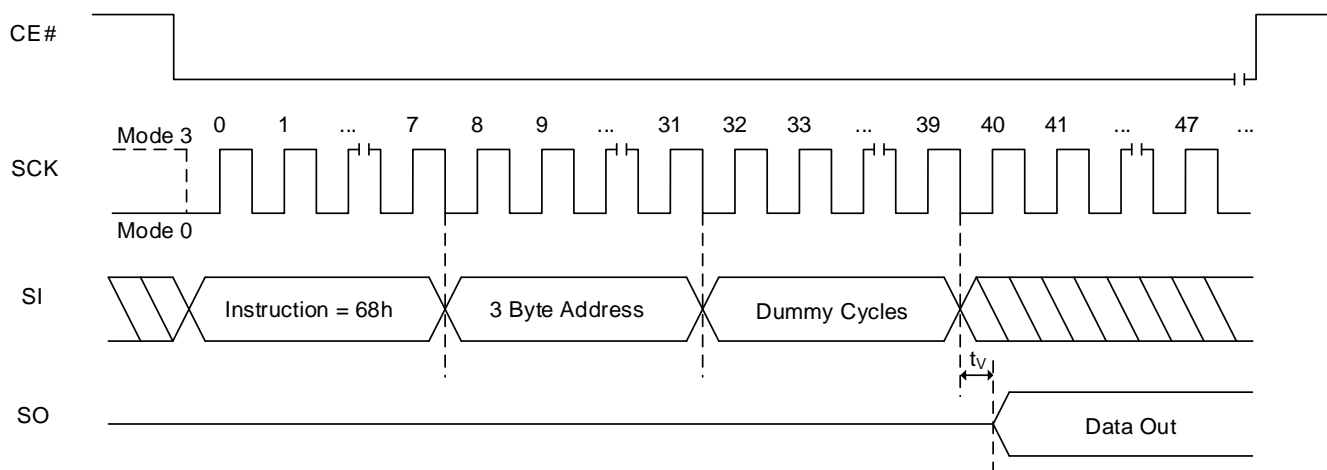 CE#
0 1 ... 7 8 9 ... 31 32 33 ... 39 40 41 ... 47 ...
Mode 3
SCK
Mode 0
SI Instruction = 68h 3 Byte Address Dummy Cycles
tV
SO Data Out